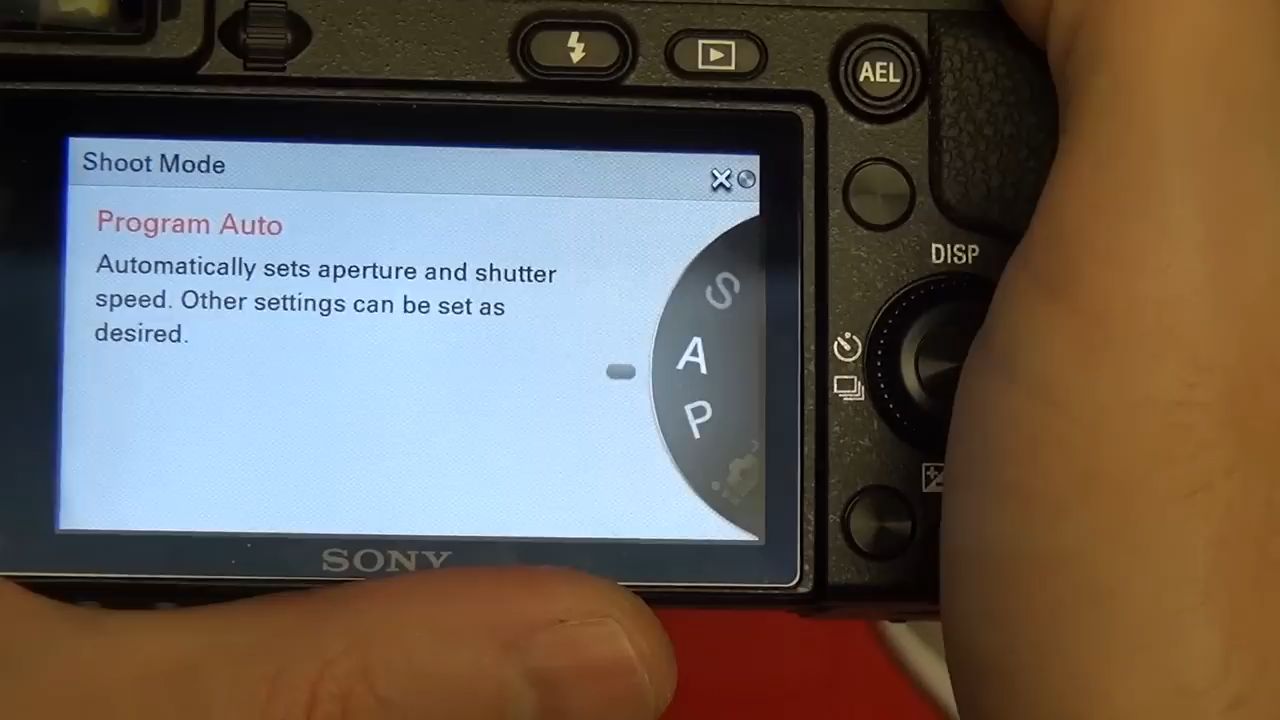 AEL
Shoot Mode
Program Auto
Automatically sets aperture and shutter
speed. Other settings can be set as
desired.
S
A
P
DISP
SONY